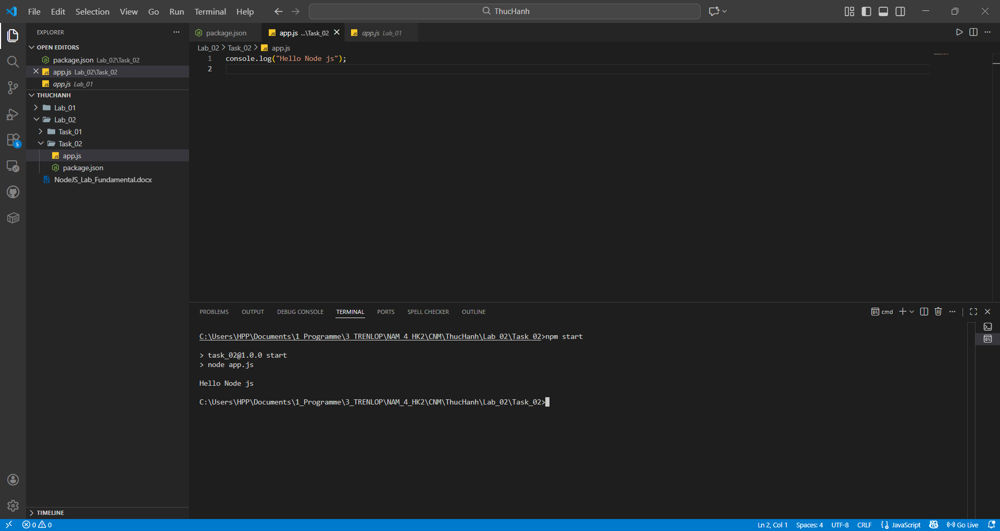 File Edit Selection View Go Run Terminal Help
ThucHanh
EXPLORER
OPEN EDITORS
package.json Lab_02\Task_02
app.js Lab_02\Task_02
app.js Lab_01
THUCHANH
Lab_01
Lab_02
Task_01
Task_02
app.js
package.json
NodeJS_Lab_Fundamental.docx
TIMELINE
5
package.json
app.js ...\Task_02
app.js Lab_01
Lab_02 > Task_02 > app.js
1 console.log("Hello Node js");
2
PROBLEMS OUTPUT DEBUG CONSOLE TERMINAL PORTS SPELL CHECKER OUTLINE
cmd
C:\Users\HPP\Documents\1_Programme\3_TRENLOP\NAM_4_HK2\CNM\ThucHanh\Lab_02\Task_02>npm start
> task_02@1.0.0 start
> node app.js
Hello Node js
C:\Users\HPP\Documents\1_Programme\3_TRENLOP\NAM_4_HK2\CNM\ThucHanh\Lab_02\Task_02>
0 0
Ln 2, Col 1 Spaces: 4 UTF-8 CRLF {} JavaScript Go Live